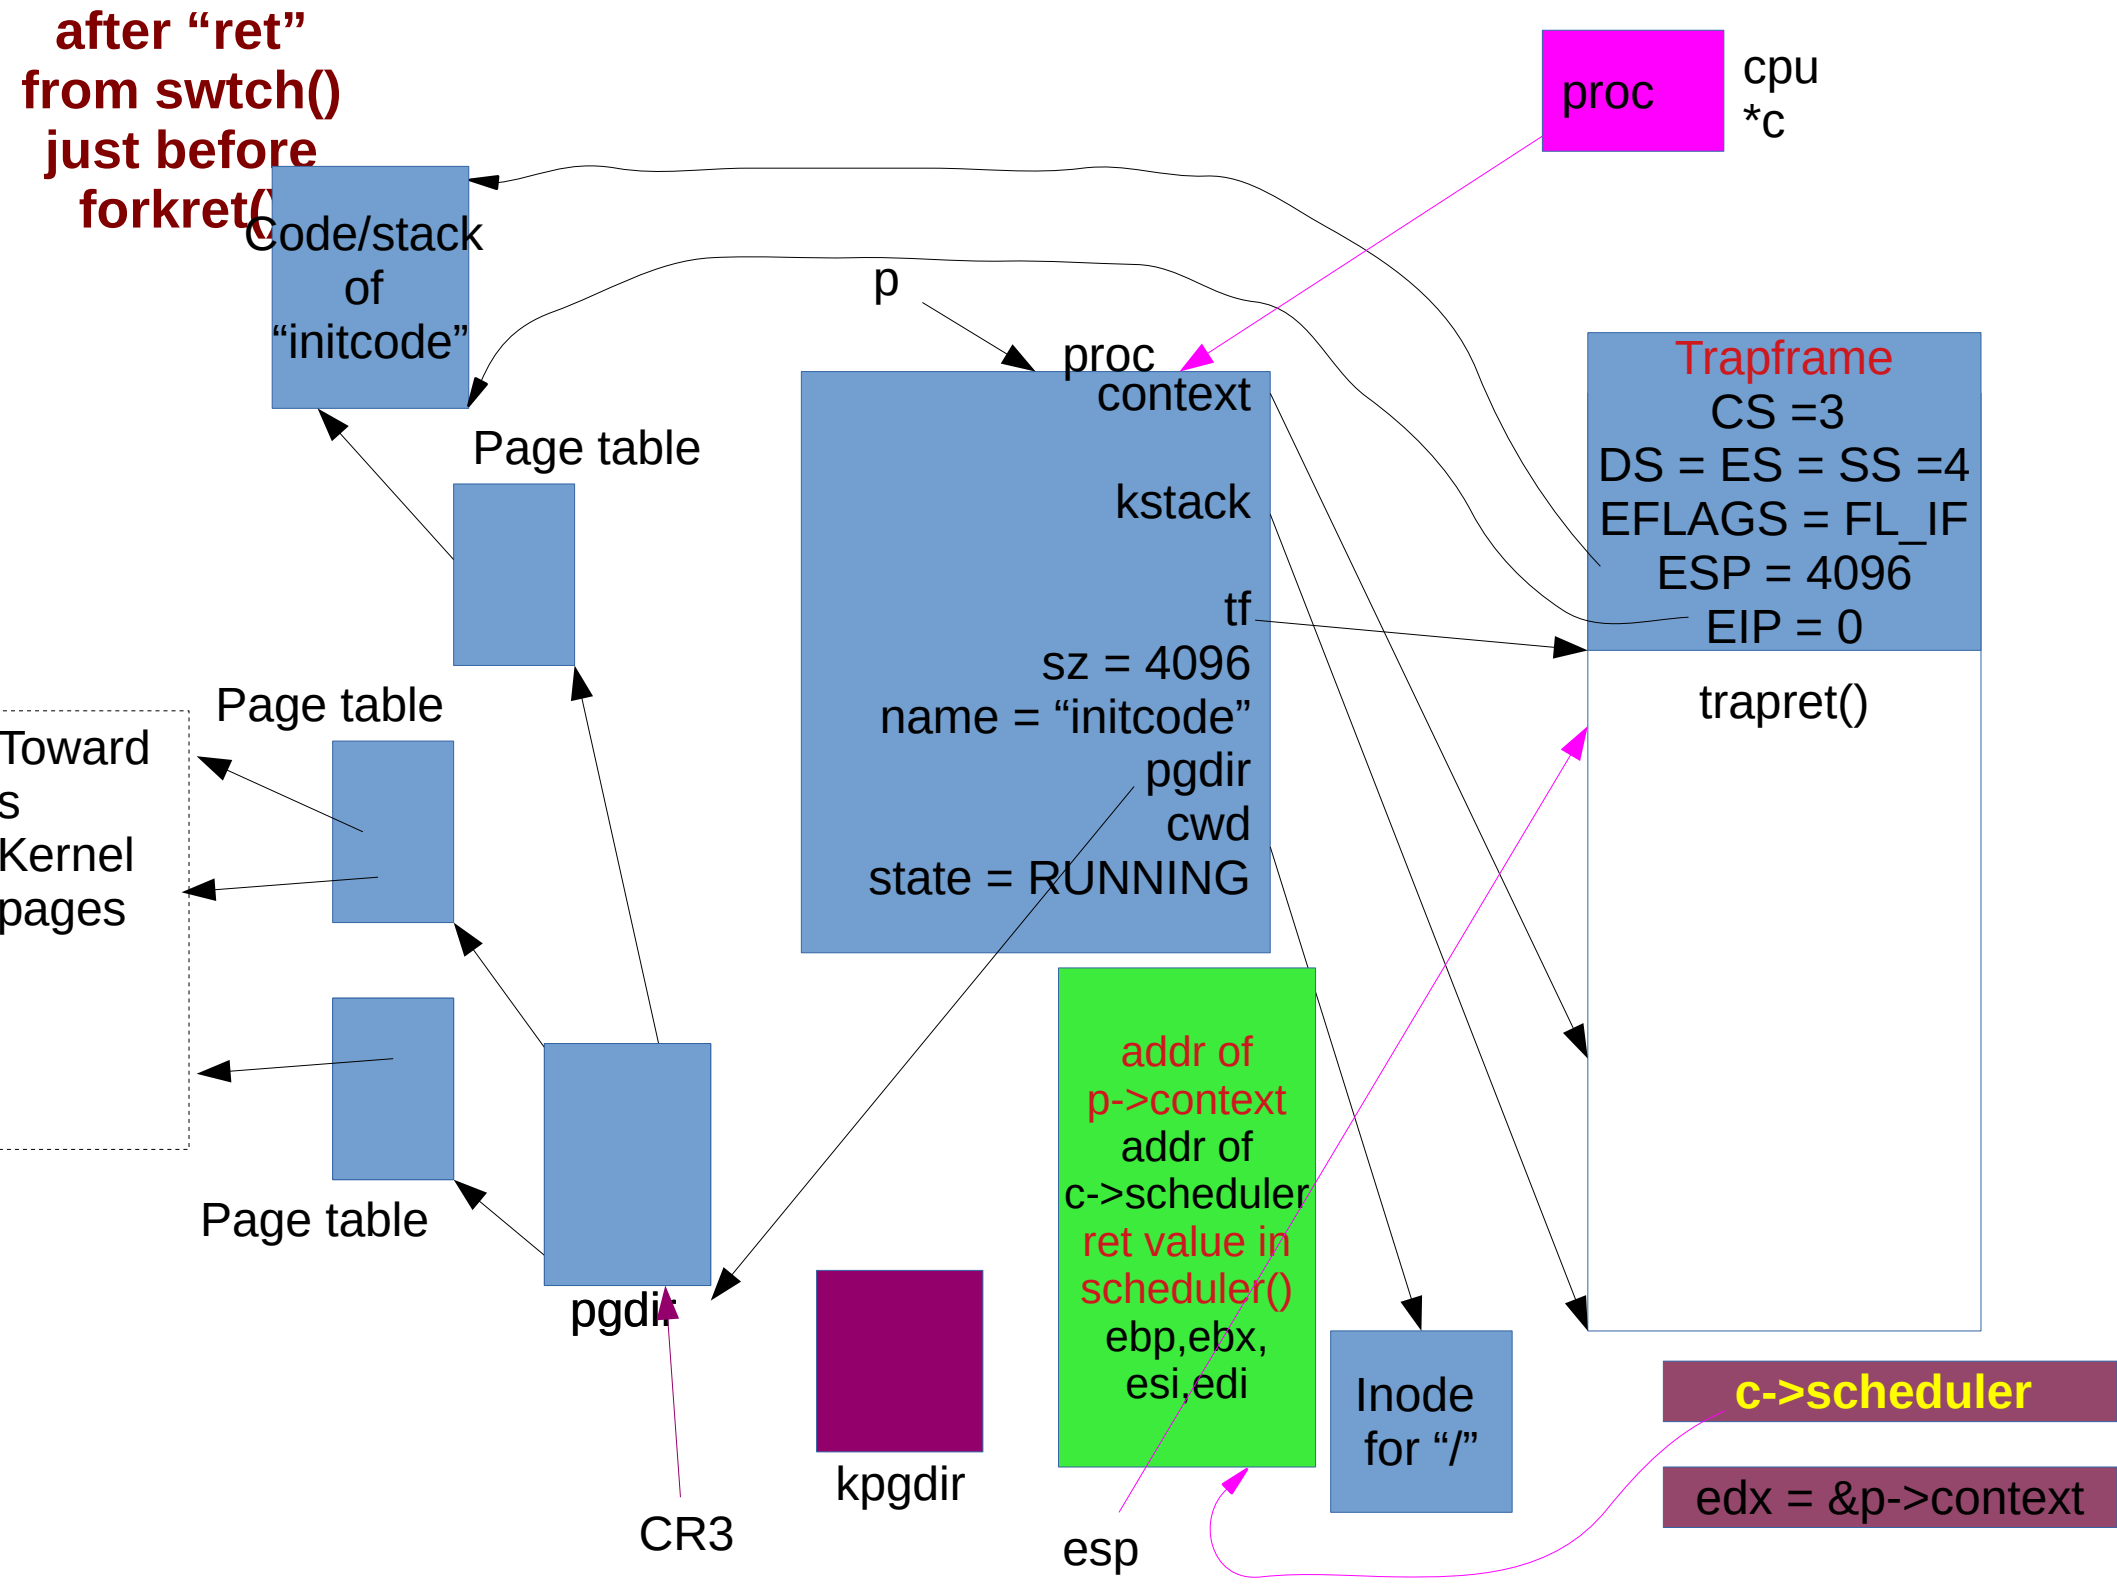 after “ret”
from swtch()
just before
forkret()
proc
cpu
*c
Code/stack
of
“initcode”
p
proc
context
kstack
tf
sz = 4096
name = “initcode”
pgdir
cwd
state = RUNNING
Trapframe
CS =3
DS = ES = SS =4
EFLAGS = FL_IF
ESP = 4096
EIP = 0
trapret()
Page table
Page table
Toward
s
Kernel
pages
Page table
pgdir
CR3
kpgdir
addr of
p->context
addr of
c->scheduler
ret value in
scheduler()
ebp,ebx,
esi,edi
esp
Inode
for “/”
c->scheduler
edx = &p->context